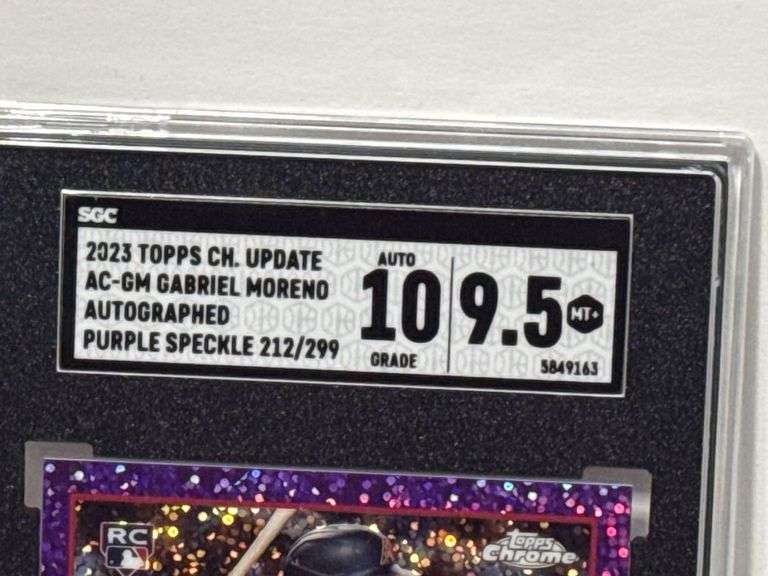 SGC
2023 TOPPS CH. UPDATE
AC-GM GABRIEL MORENO
AUTOGRAPHED
PURPLE SPECKLE 212/299
AUTO
10
GRADE
9.5
MT+
5849163
RC
Topps
Chrome